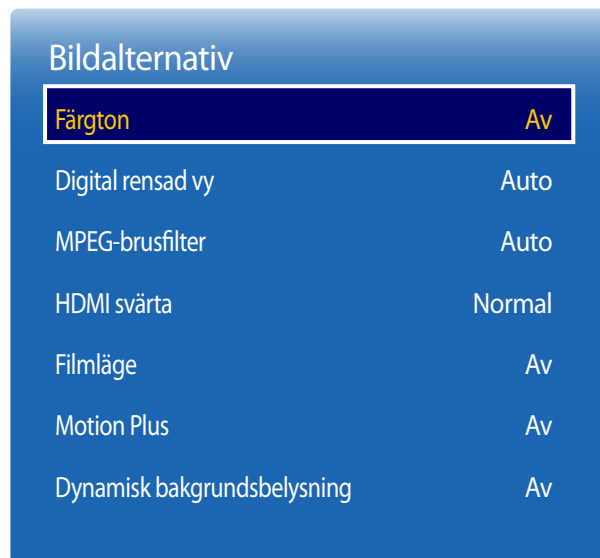 Bildalternativ
Färgton Av
Digital rensad vy Auto
MPEG-brusfilter Auto
HDMI svärta Normal
Filmläge Av
Motion Plus Av
Dynamisk bakgrundsbelysning Av